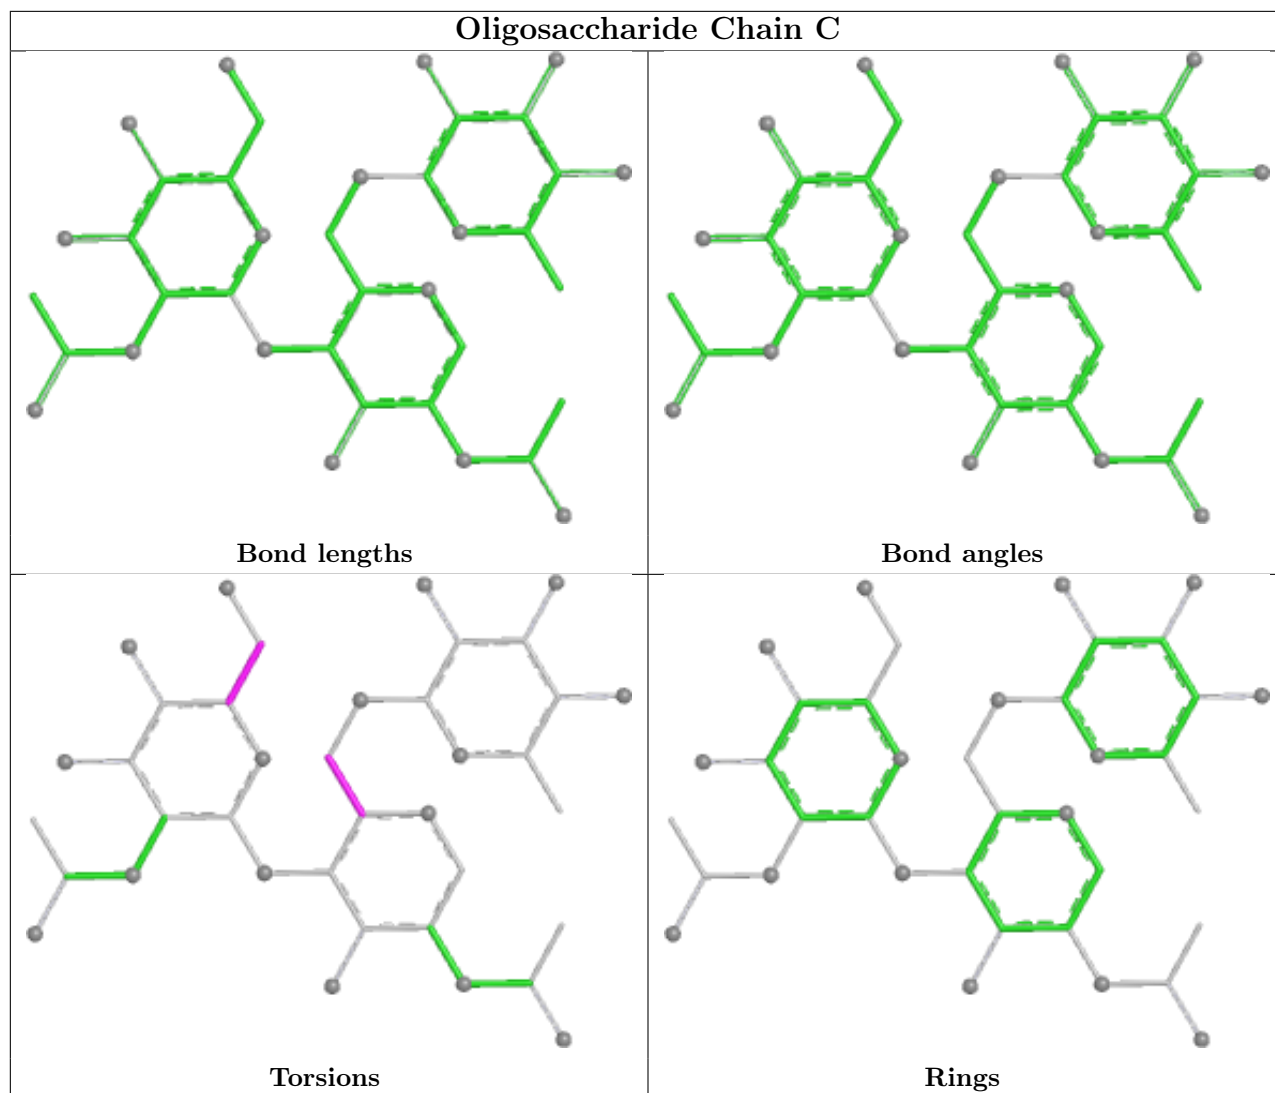 Oligosaccharide Chain C
Bond lengths
Bond angles
Torsions
Rings